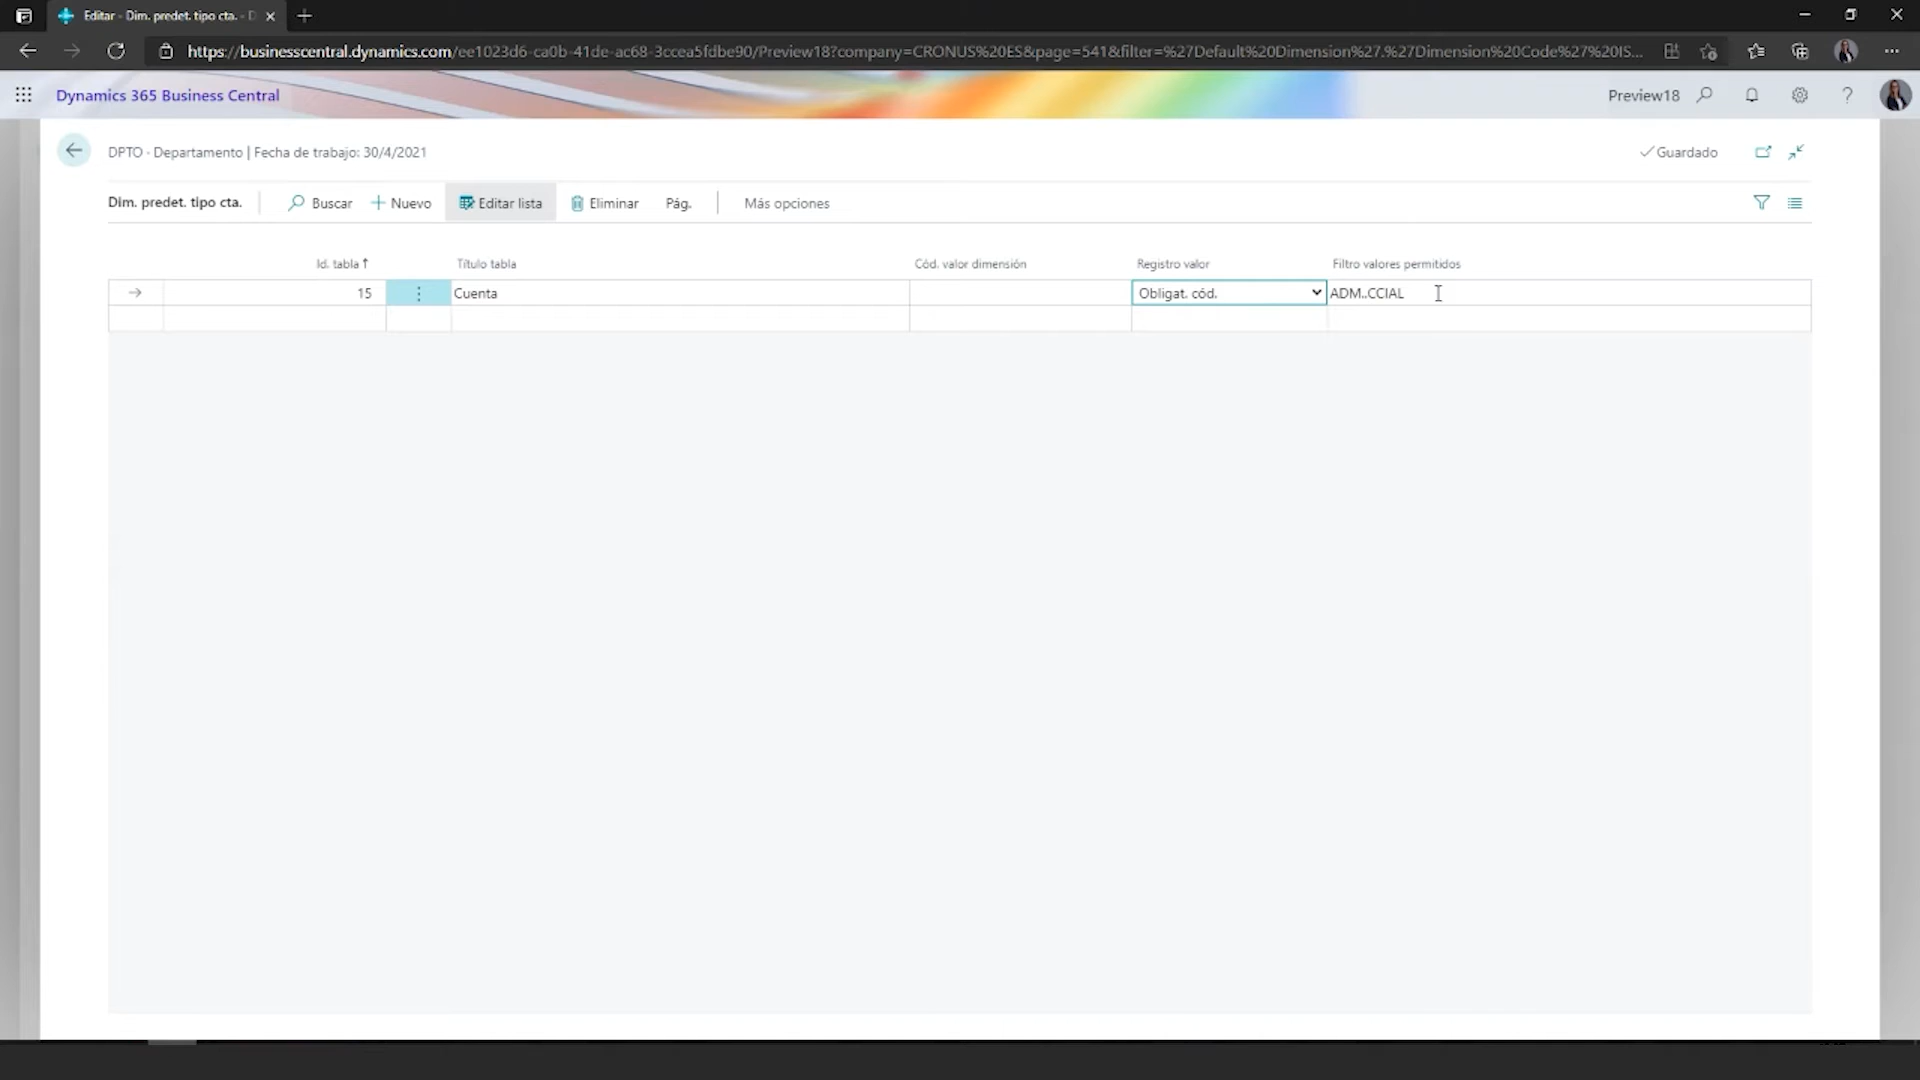 Editar - Dim. predet. tipo cta. - D
https://businesscentral.dynamics.com/ee1023d6-ca0b-41de-ac68-3ccea5fdbe90/Preview18?company=CRONUS%20ES&page=541&filter=%27Default%20Dimension%27.%27Dimension%20Code%27%20IS...
Dynamics 365 Business Central
Preview18
DPTO - Departamento | Fecha de trabajo: 30/4/2021
Guardado
Dim. predet. tipo cta.
Buscar
Nuevo
Editar lista
Eliminar
Pág.
Más opciones
Id. tabla ↑
Título tabla
Cód. valor dimensión
Registro valor
Filtro valores permitidos
15
Cuenta
Obligat. cód.
ADM..CCIAL